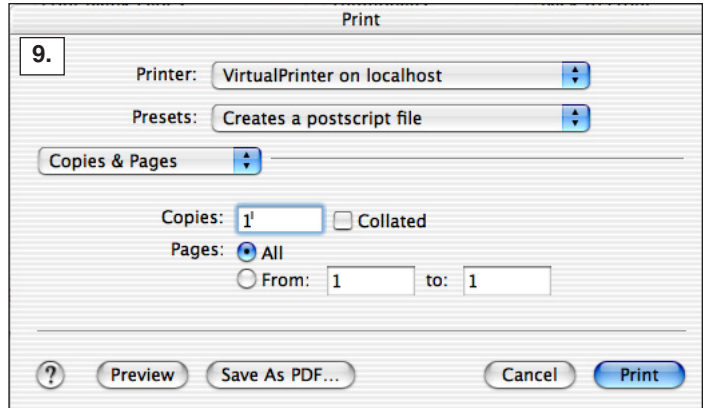 Print
9.
Printer: VirtualPrinter on localhost
Presets: Creates a postscript file
Copies & Pages
Copies: 1 Collated
Pages: All
From: 1 to: 1
? Preview Save As PDF... Cancel Print